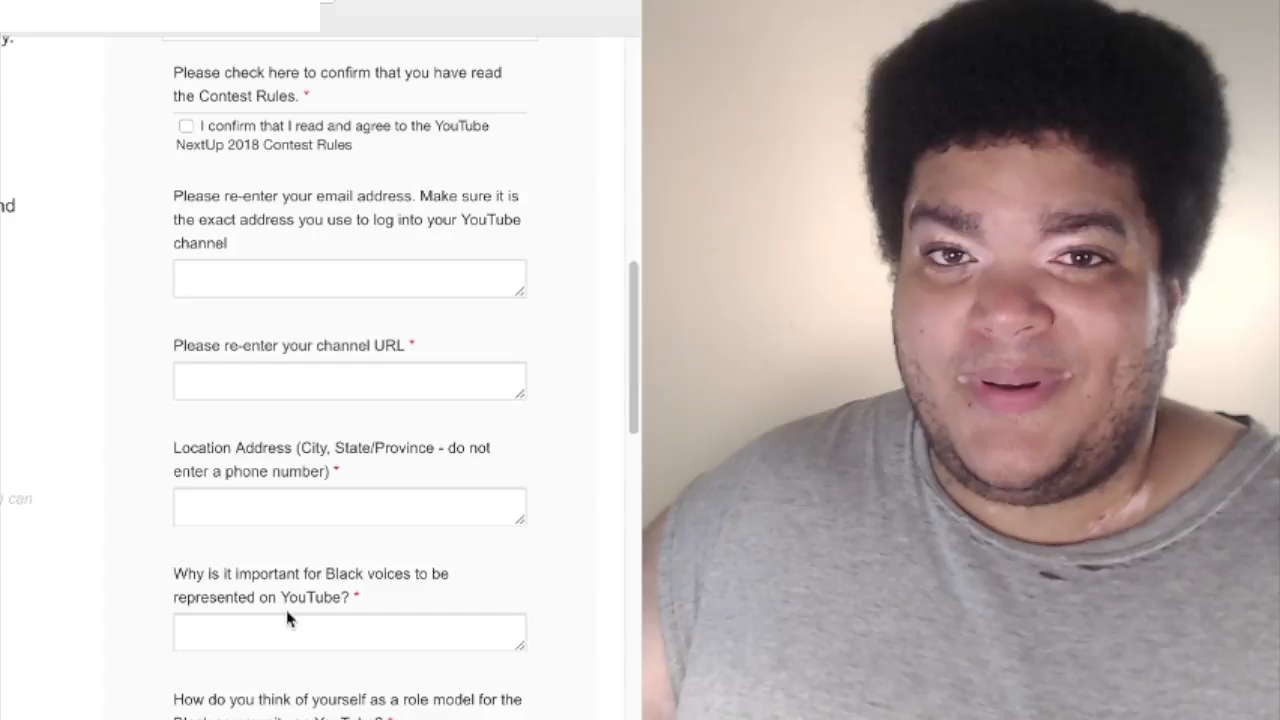 y.
Please check here to confirm that you have read
the Contest Rules. *
I confirm that I read and agree to the YouTube
NextUp 2018 Contest Rules
Please re-enter your email address. Make sure it is
nd
the exact address you use to log into your YouTube
channel
Please re-enter your channel URL *
Location Address (City, State/Province - do not
enter a phone number) *
) can
Why is it important for Black voices to be
represented on YouTube? *
How do you think of yourself as a role model for the